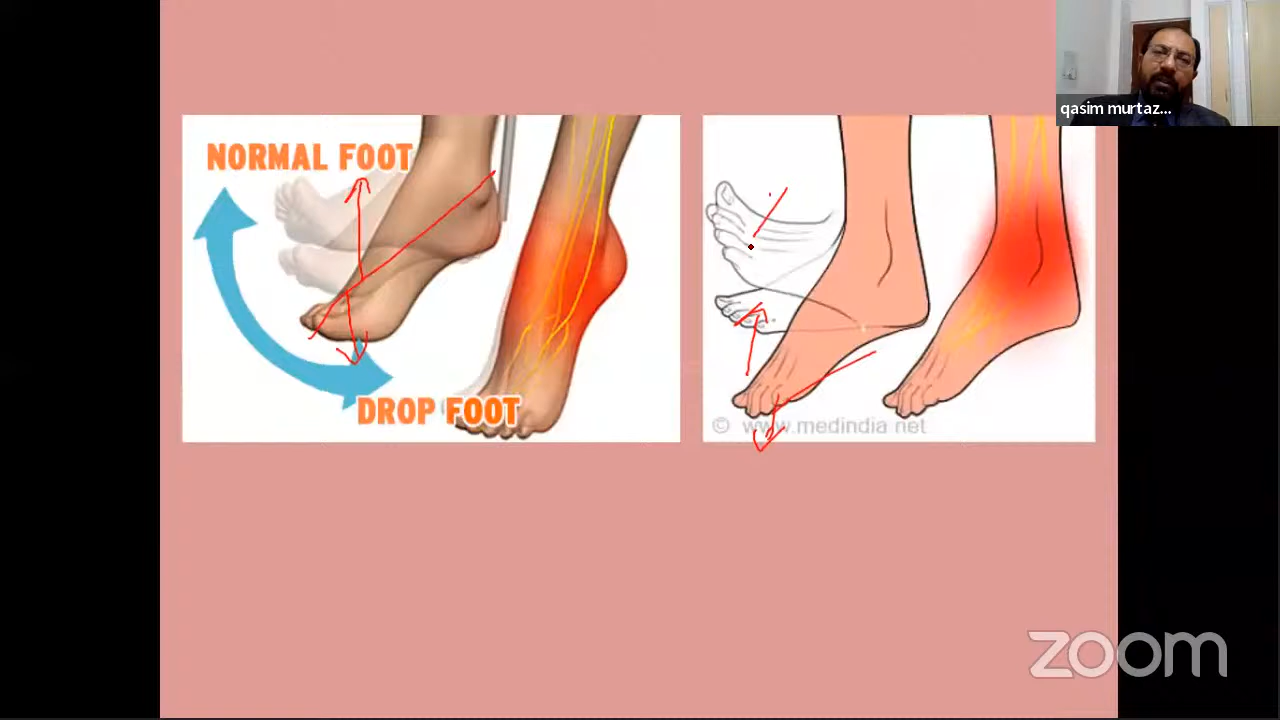 qasim murtaz...
NORMAL FOOT
DROP FOOT
© www.medindia.net
zoom